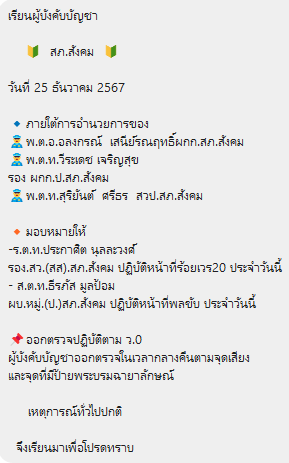 เรียนผู้บังคับบัญชา
🔰 สภ.สังคม 🔰
วันที่ 25 ธันวาคม 2567
🔹ภายใต้การอำนวยการของ
👮พ.ต.อ.อลงกรณ์ เสนีย์รณฤทธิ์ผกก.สภ.สังคม
👮พ.ต.ท.วีระเดช เจริญสุข
รอง ผกก.ป.สภ.สังคม
👮พ.ต.ท.สุริยันต์ ศรีธร สวป.สภ.สังคม
🔸มอบหมายให้
-ร.ต.ท.ประกาศิต นุลละวงศ์
รอง.สว.(สส).สภ.สังคม ปฏิบัติหน้าที่ร้อยเวร20 ประจำวันนี้
- ส.ต.ท.ธีรภัส มูลป้อม
ผบ.หมู่.(ป.)สภ.สังคม ปฏิบัติหน้าที่พลขับ ประจำวันนี้
📌ออกตรวจปฏิบัติตาม ว.0
ผู้บังคับบัญชาออกตรวจในเวลากลางคืนตามจุดเสี่ยง
และจุดที่มีป้ายพระบรมฉายาลักษณ์
เหตุการณ์ทั่วไปปกติ
จึงเรียนมาเพื่อโปรดทราบ